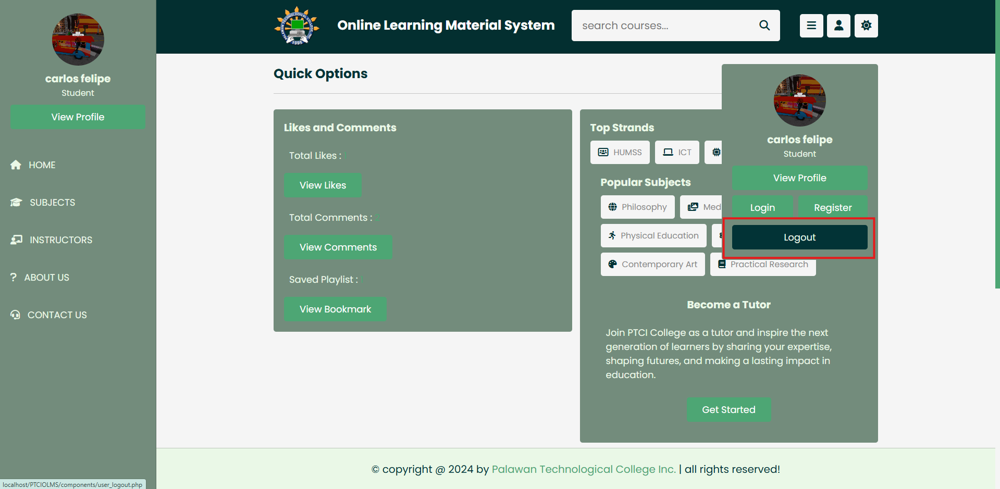 carlos felipe
Student
View Profile
HOME
SUBJECTS
INSTRUCTORS
? ABOUT US
CONTACT US
localhost/PTCIOLMS/components/user_logout.php
PALAWAN TECHNOLOGICAL COLLEGE, INC.
1995
Online Learning Material System
search courses...
Quick Options
Likes and Comments
Total Likes : 1
View Likes
Total Comments : 2
View Comments
Saved Playlist : 1
View Bookmark
Top Strands
HUMSS
ICT
Popular Subjects
Philosophy
Med
Physical Education
Contemporary Art
Practical Research
Become a Tutor
Join PTCI College as a tutor and inspire the next
generation of learners by sharing your expertise,
shaping futures, and making a lasting impact in
education.
Get Started
carlos felipe
Student
View Profile
Login
Register
Logout
© copyright @ 2024 by Palawan Technological College Inc. | all rights reserved!